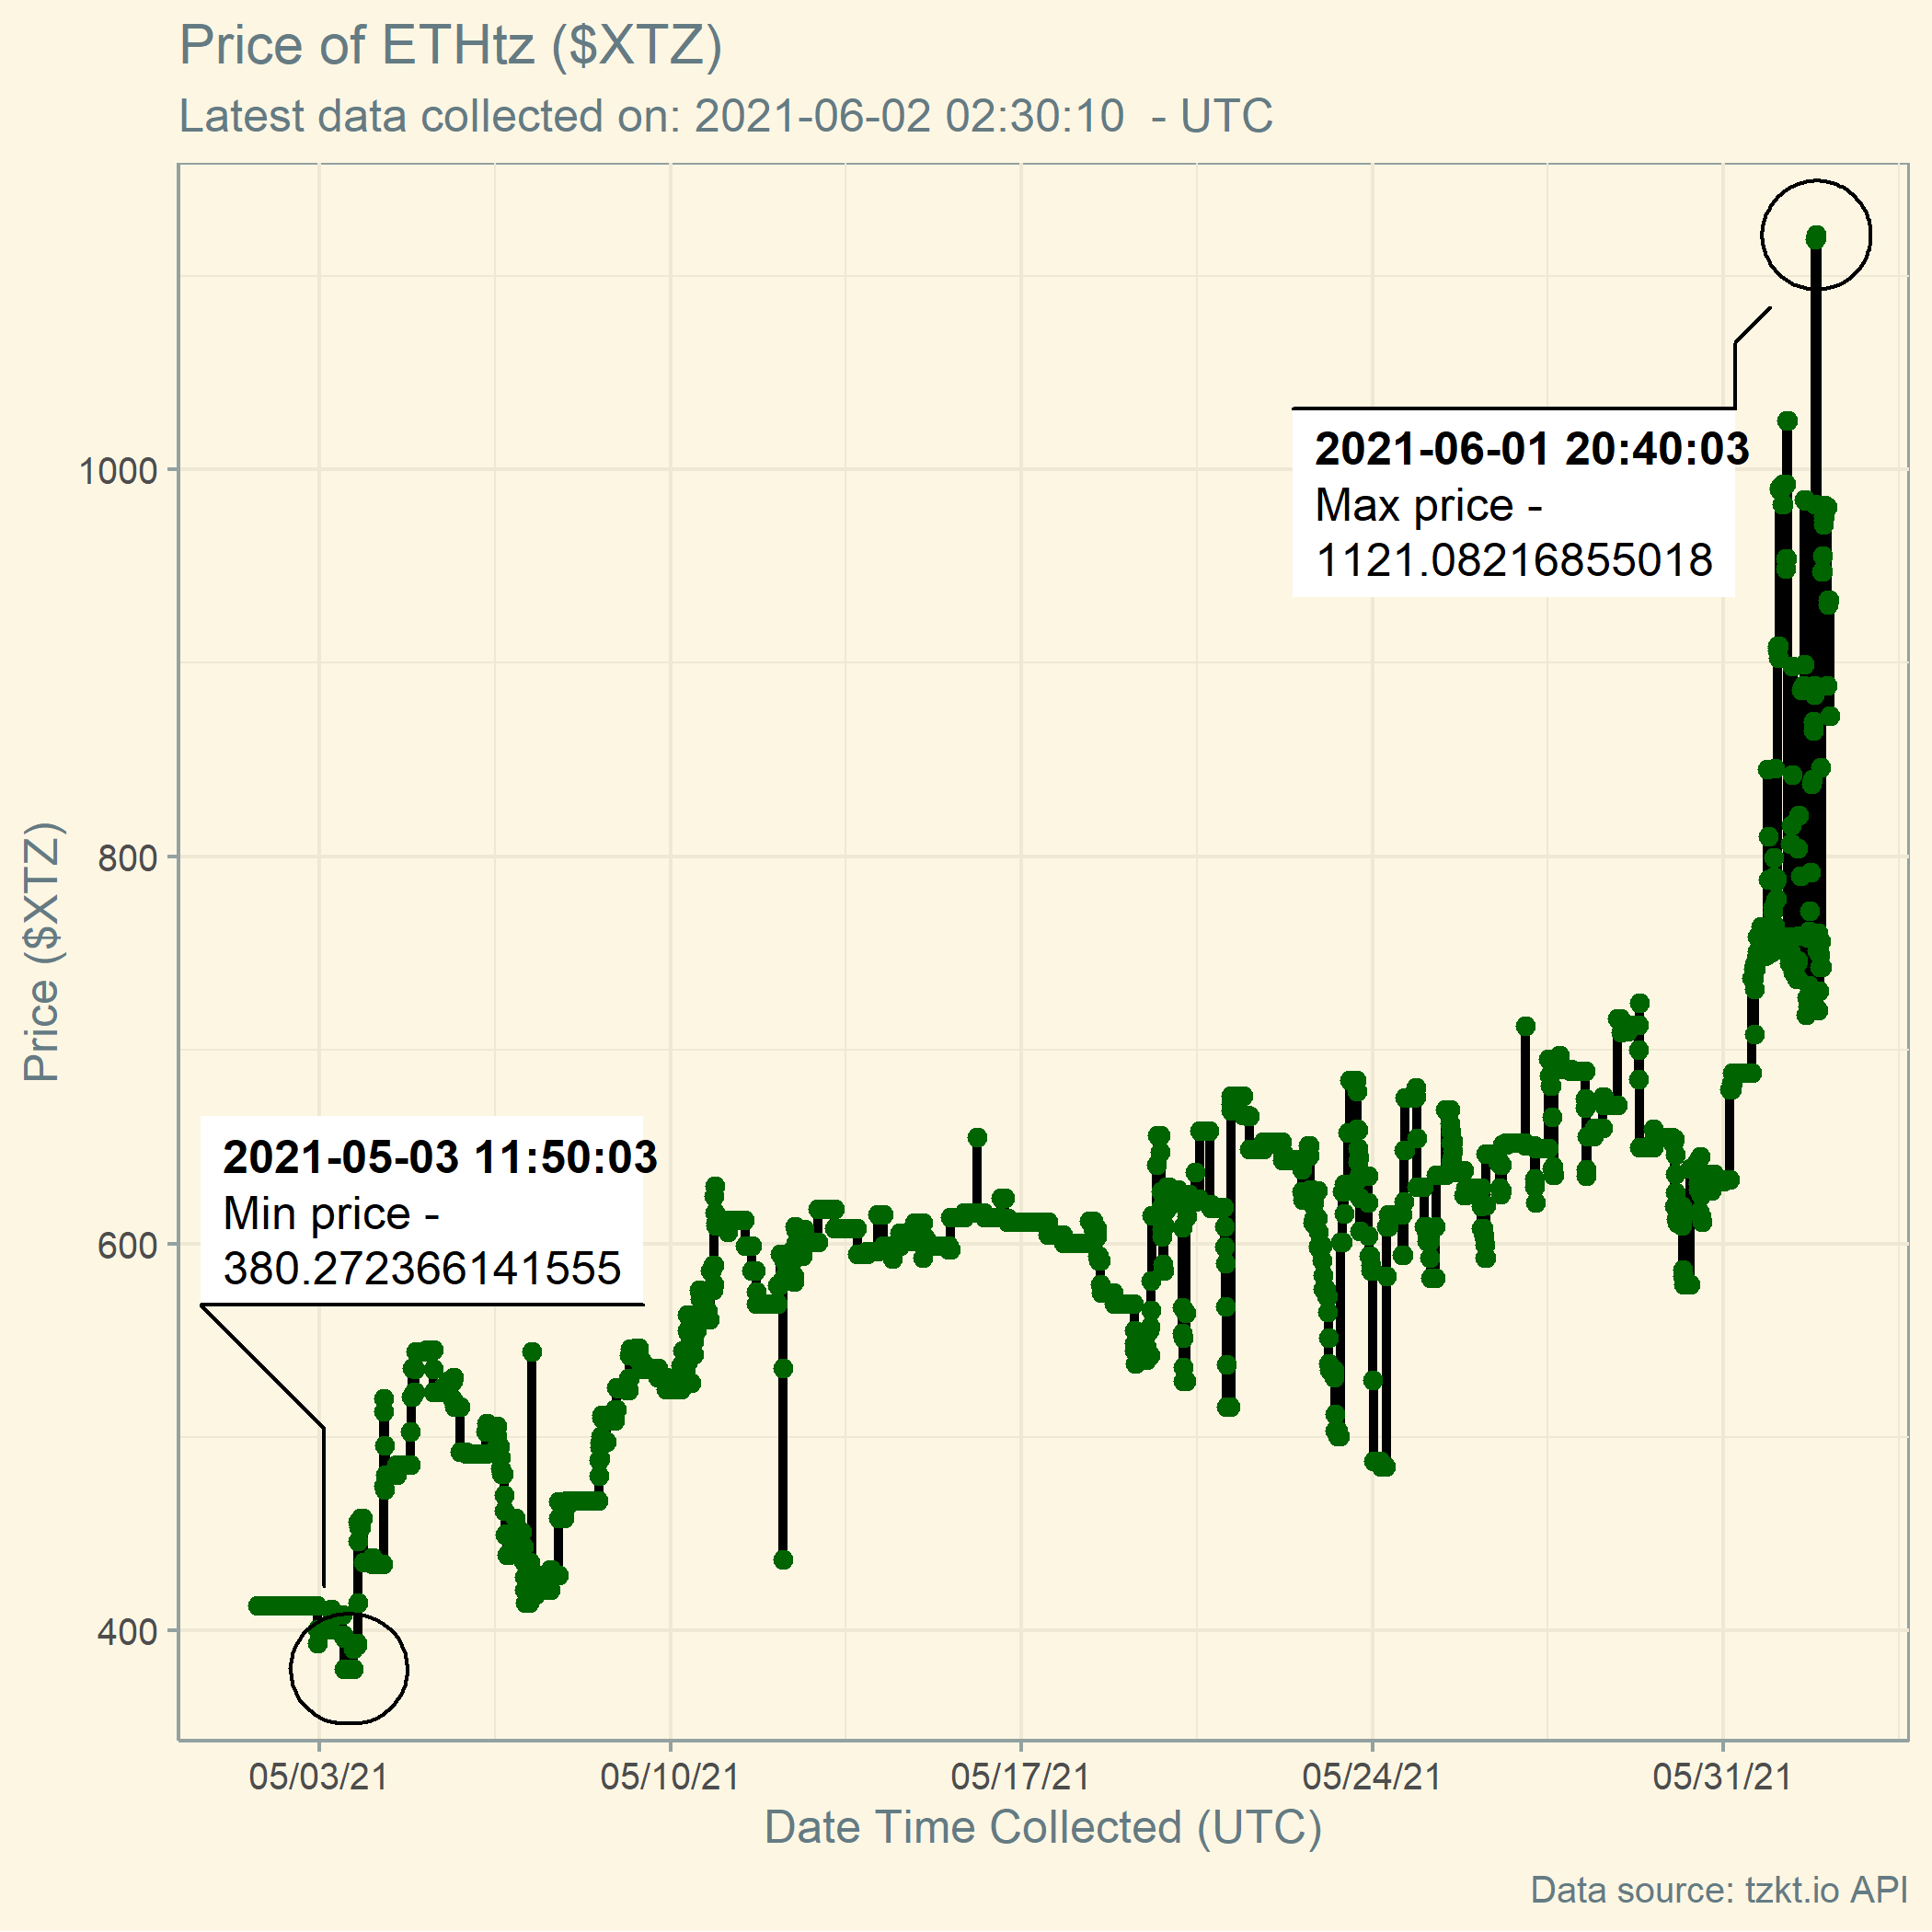 Price of ETHtz ($XTZ)
Latest data collected on: 2021-06-02 02:30:10  - UTC
2021-06-01 20:40:03
Max price -
1121.08216855018
2021-05-03 11:50:03
Min price -
380.272366141555
Price ($XTZ)
1000
800
600
400
05/03/21
05/10/21
05/17/21
05/24/21
05/31/21
Date Time Collected (UTC)
Data source: tzkt.io API